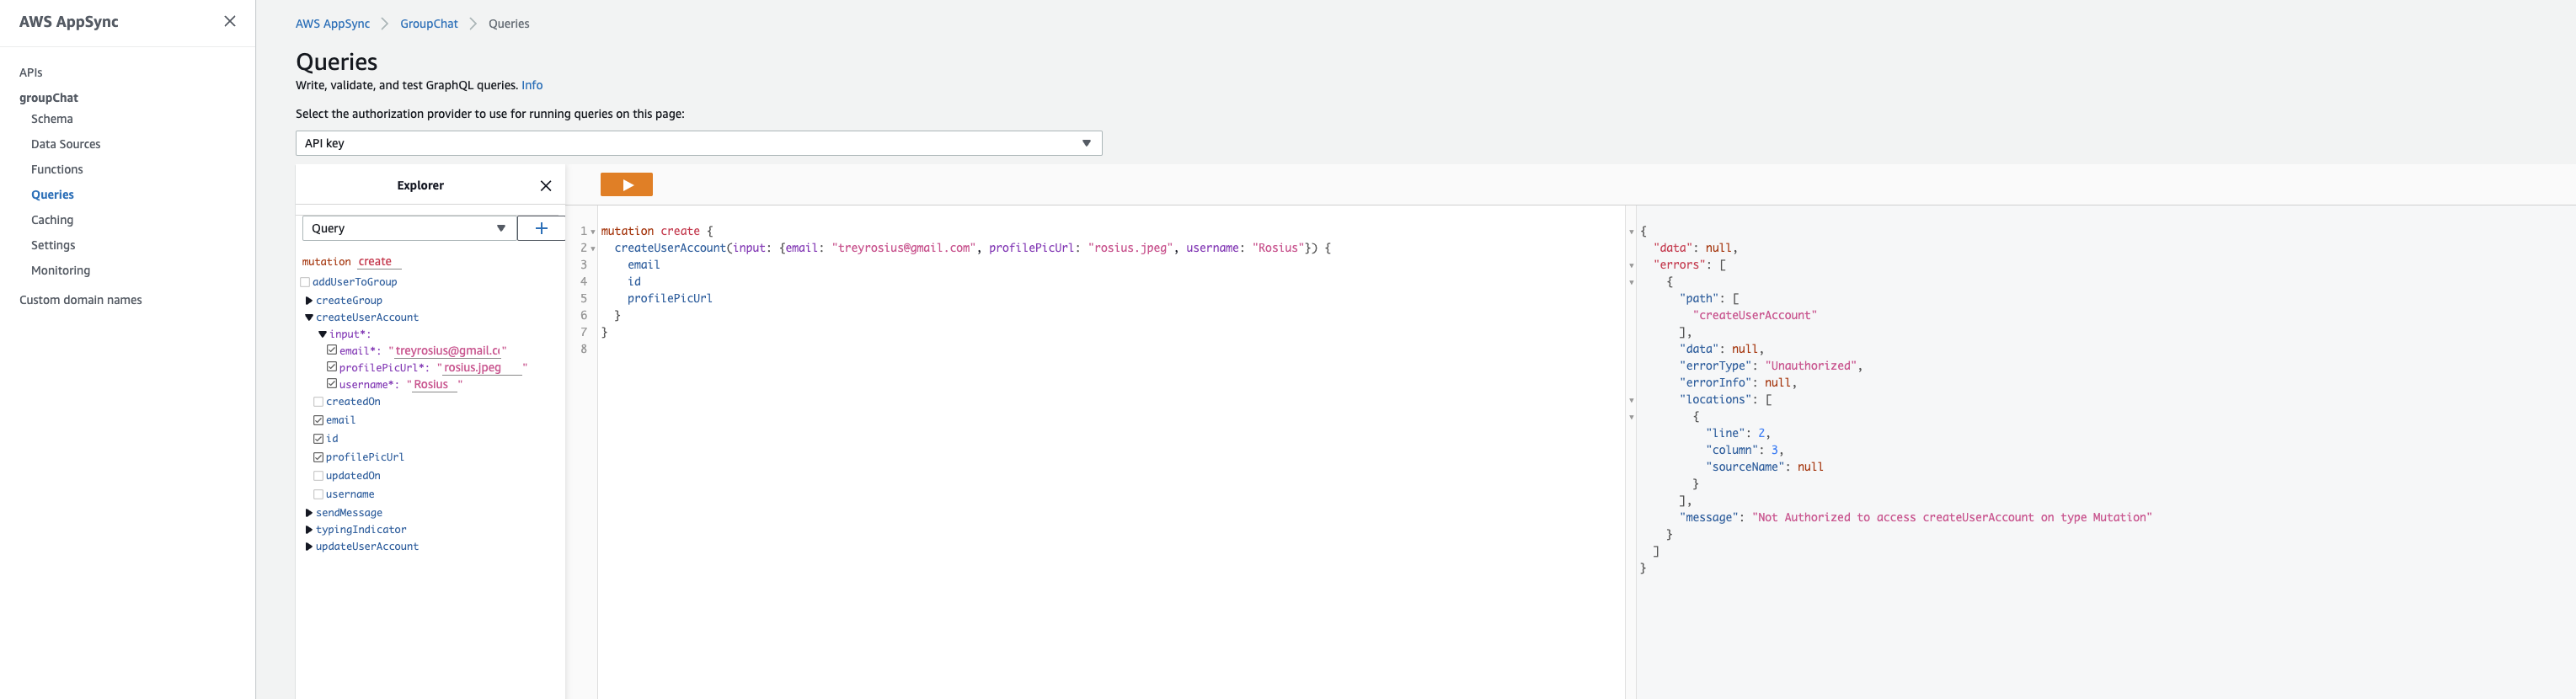 AWS AppSync
APIs
groupChat
Schema
Data Sources
Functions
Queries
Caching
Settings
Monitoring
Custom domain names
AWS AppSync GroupChat Queries
Queries
Write, validate, and test GraphQL queries. Info
Select the authorization provider to use for running queries on this page:
API key
Explorer
Query
mutation create
addUserToGroup
createGroup
createUserAccount
input*:
email*: "treyrosius@gmail.co"
profilePicUrl*: "rosius.jpeg"
username*: "Rosius"
createdOn
email
id
profilePicUrl
updatedOn
username
sendMessage
typingIndicator
updateUserAccount
1 mutation create {
2 createUserAccount(input: {email: "treyrosius@gmail.com", profilePicUrl: "rosius.jpeg", username: "Rosius"}) {
3 email
4 id
5 profilePicUrl
6 }
7 }
8
{
"data": null,
"errors": [
{
"path": [
"createUserAccount"
],
"data": null,
"errorType": "Unauthorized",
"errorInfo": null,
"locations": [
{
"line": 2,
"column": 3,
"sourceName": null
}
],
"message": "Not Authorized to access createUserAccount on type Mutation"
}
]
}